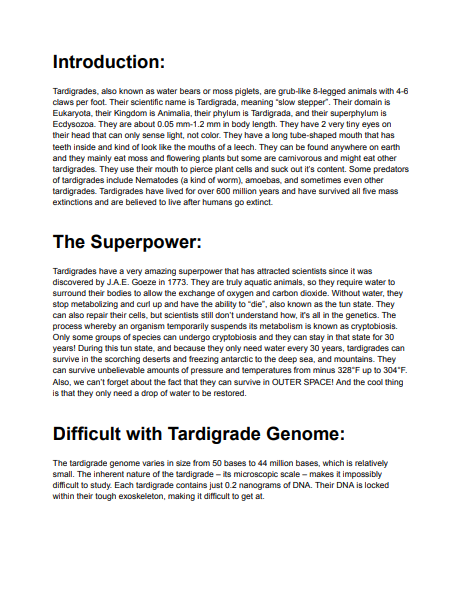 Introduction:
Tardigrades, also known as water bears or moss piglets, are grub-like 8-legged animals with 4-6
claws per foot. Their scientific name is Tardigrada, meaning “slow stepper”. Their domain is
Eukaryota, their Kingdom is Animalia, their phylum is Tardigrada, and their superphylum is
Ecdysozoa. They are about 0.05 mm-1.2 mm in body length. They have 2 very tiny eyes on
their head that can only sense light, not color. They have a long tube-shaped mouth that has
teeth inside and kind of look like the mouths of a leech. They can be found anywhere on earth
and they mainly eat moss and flowering plants but some are carnivorous and might eat other
tardigrades. They use their mouth to pierce plant cells and suck out it’s content. Some predators
of tardigrades include Nematodes (a kind of worm), amoebas, and sometimes even other
tardigrades. Tardigrades have lived for over 600 million years and have survived all five mass
extinctions and are believed to live after humans go extinct.
The Superpower:
Tardigrades have a very amazing superpower that has attracted scientists since it was
discovered by J.A.E. Goeze in 1773. They are truly aquatic animals, so they require water to
surround their bodies to allow the exchange of oxygen and carbon dioxide. Without water, they
stop metabolizing and curl up and have the ability to “die”, also known as the tun state. They
can also repair their cells, but scientists still don’t understand how, it's all in the genetics. The
process whereby an organism temporarily suspends its metabolism is known as cryptobiosis.
Only some groups of species can undergo cryptobiosis and they can stay in that state for 30
years! During this tun state, and because they only need water every 30 years, tardigrades can
survive in the scorching deserts and freezing antarctic to the deep sea, and mountains. They
can survive unbelievable amounts of pressure and temperatures from minus 328°F up to 304°F.
Also, we can’t forget about the fact that they can survive in OUTER SPACE! And the cool thing
is that they only need a drop of water to be restored.
Difficult with Tardigrade Genome:
The tardigrade genome varies in size from 50 bases to 44 million bases, which is relatively
small. The inherent nature of the tardigrade – its microscopic scale – makes it impossibly
difficult to study. Each tardigrade contains just 0.2 nanograms of DNA. Their DNA is locked
within their tough exoskeleton, making it difficult to get at.